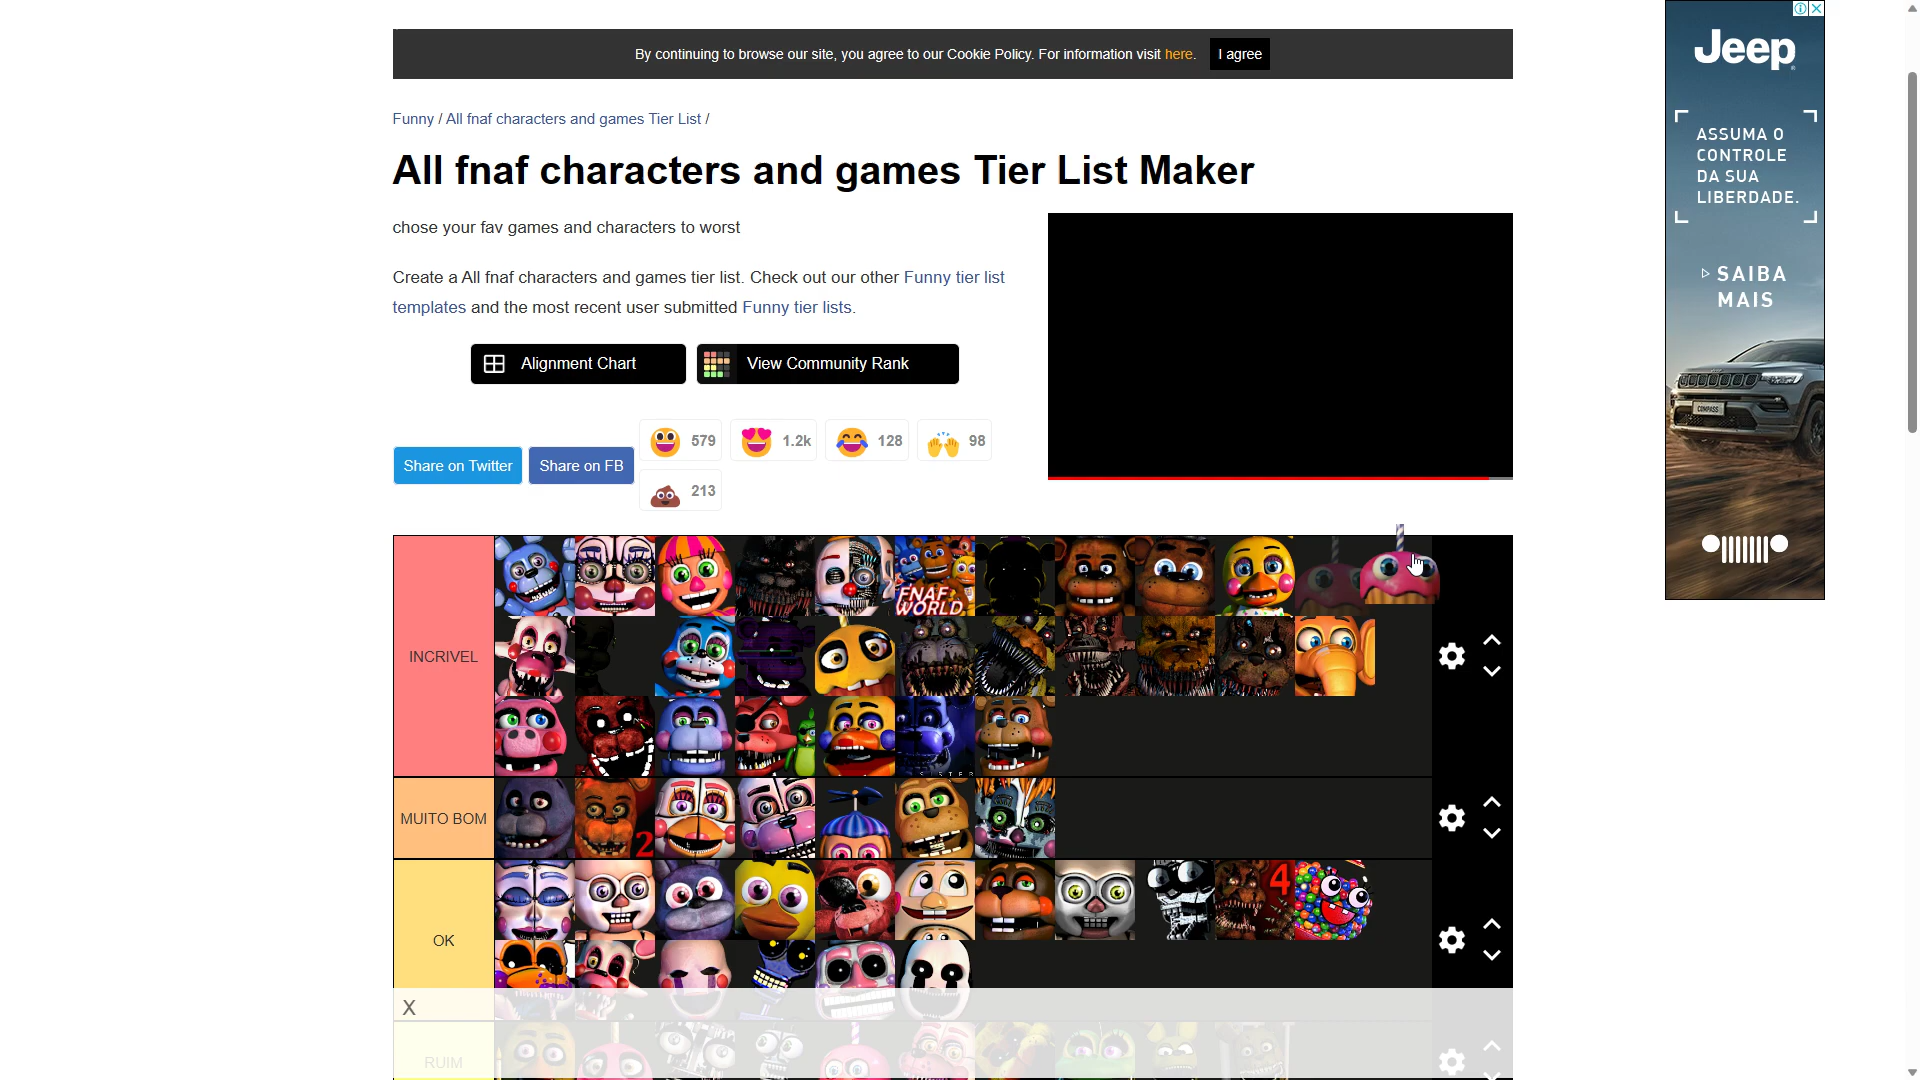 By continuing to browse our site, you agree to our Cookie Policy. For information visit here. I agree
Funny / All fnaf characters and games Tier List /
All fnaf characters and games Tier List Maker
chose your fav games and characters to worst
Create a All fnaf characters and games tier list. Check out our other Funny tier list
templates and the most recent user submitted Funny tier lists.
Alignment Chart
View Community Rank
Share on Twitter
Share on FB
579
1.2k
128
98
213
INCRIVEL
FNAF
WORLD
SISTER
MUITO BOM
2
OK
4
X
RUIM
Jeep
ASSUMA O
CONTROLE
DA SUA
LIBERDADE.
SAIBA
MAIS
COMPASS